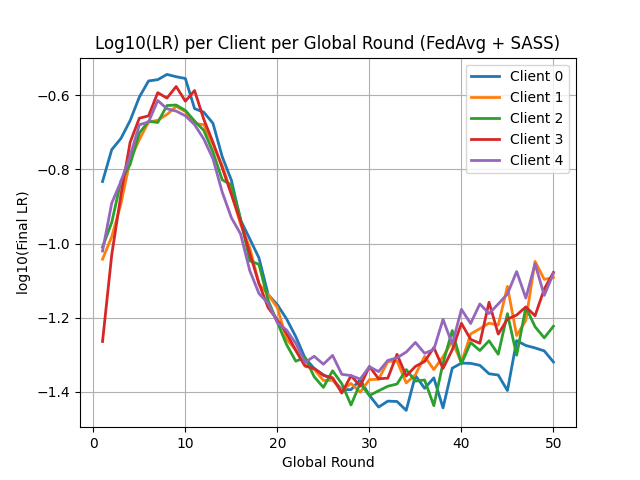 Log10(LR) per Client per Global Round (FedAvg + SASS)
log10(Final LR)
−0.6
−0.8
−1.0
−1.2
−1.4
Client 0
Client 1
Client 2
Client 3
Client 4
0 10 20 30 40 50
Global Round